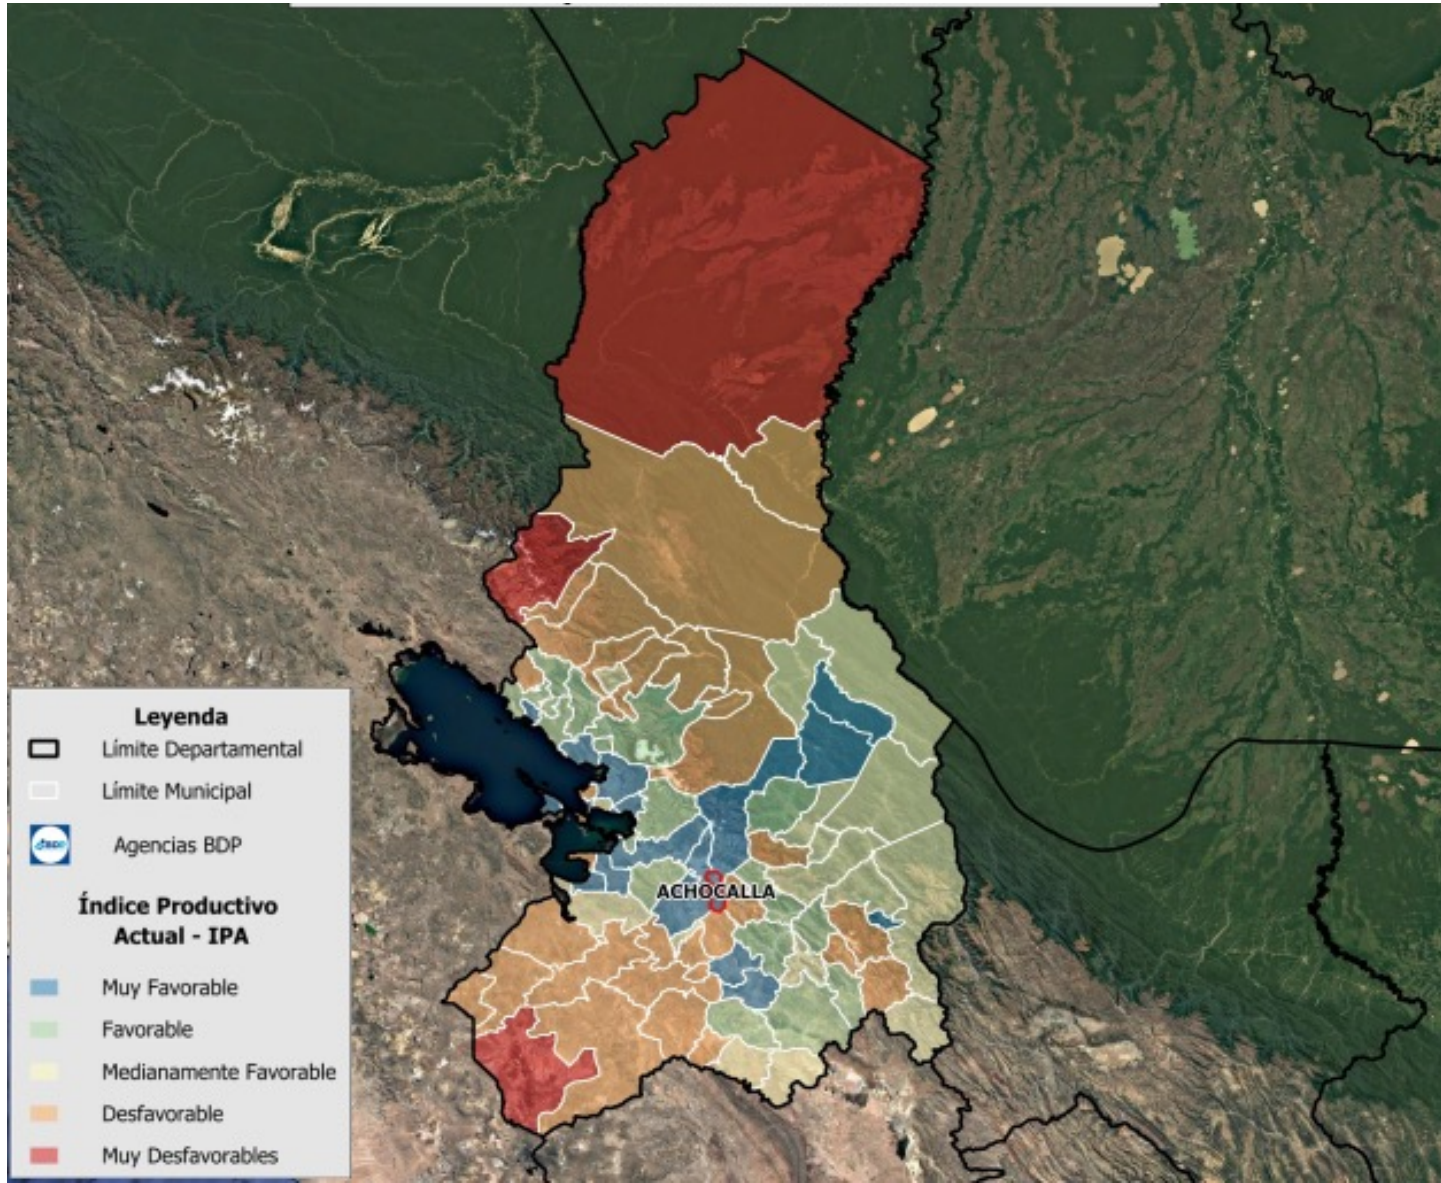 ACHOCALLA
Leyenda
Límite Departamental
Límite Municipal
BDP
Agencias BDP
Índice Productivo
Actual - IPA
Muy Favorable
Favorable
Medianamente Favorable
Desfavorable
Muy Desfavorables